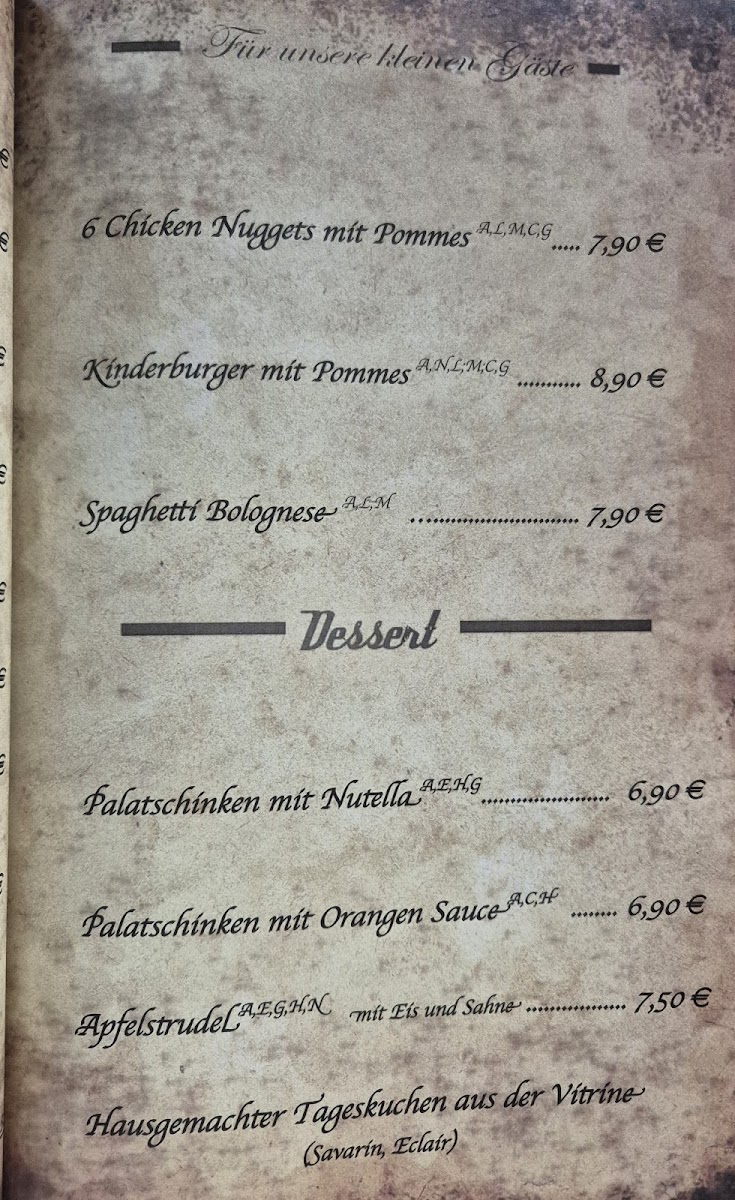 Für unsere kleinen Gäste
6 Chicken Nuggets mit Pommes A,L,M,C,G ..... 7,90 €
Kinderburger mit Pommes A,N,L,M,C,G ........... 8,90 €
Spaghetti Bolognese A,L,M ............................ 7,90 €
Dessert
Palatschinken mit Nutella A,E,H,G ...................... 6,90 €
Palatschinken mit Orangen Sauce A,C,H ........ 6,90 €
Apfelstrudel A,E,G,H,N mit Eis und Sahne ................. 7,50 €
Hausgemachter Tageskuchen aus der Vitrine
(Savarin, Eclair)